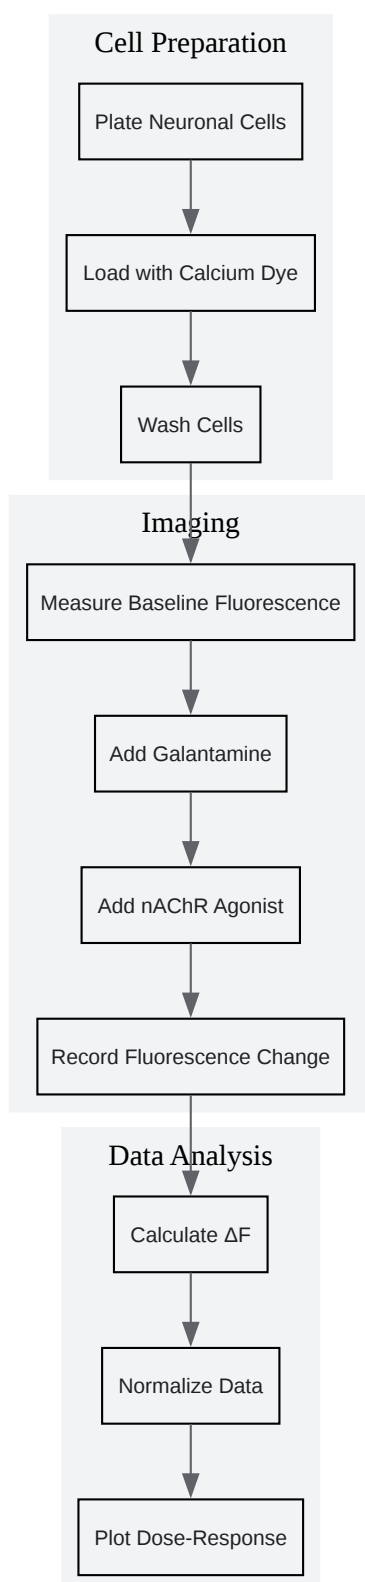 Cell Preparation
Plate Neuronal Cells
Load with Calcium Dye
Wash Cells
Imaging
Measure Baseline Fluorescence
Add Galantamine
Add nAChR Agonist
Record Fluorescence Change
Data Analysis
Calculate ΔF
Normalize Data
Plot Dose-Response